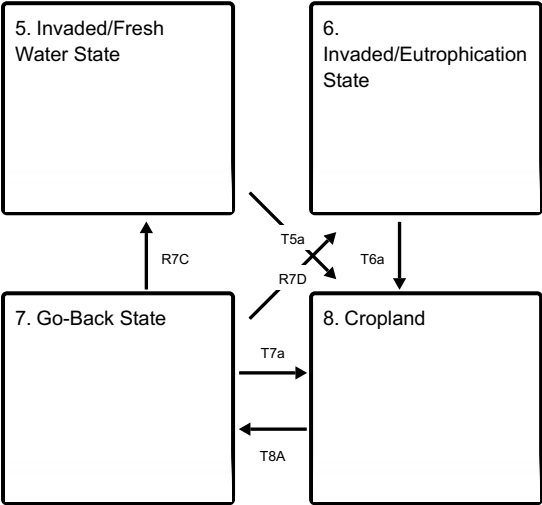 5. Invaded/Fresh
Water State
6.
Invaded/Eutrophication
State
T5a
R7C
T6a
R7D
7. Go-Back State
8. Cropland
T7a
T8A